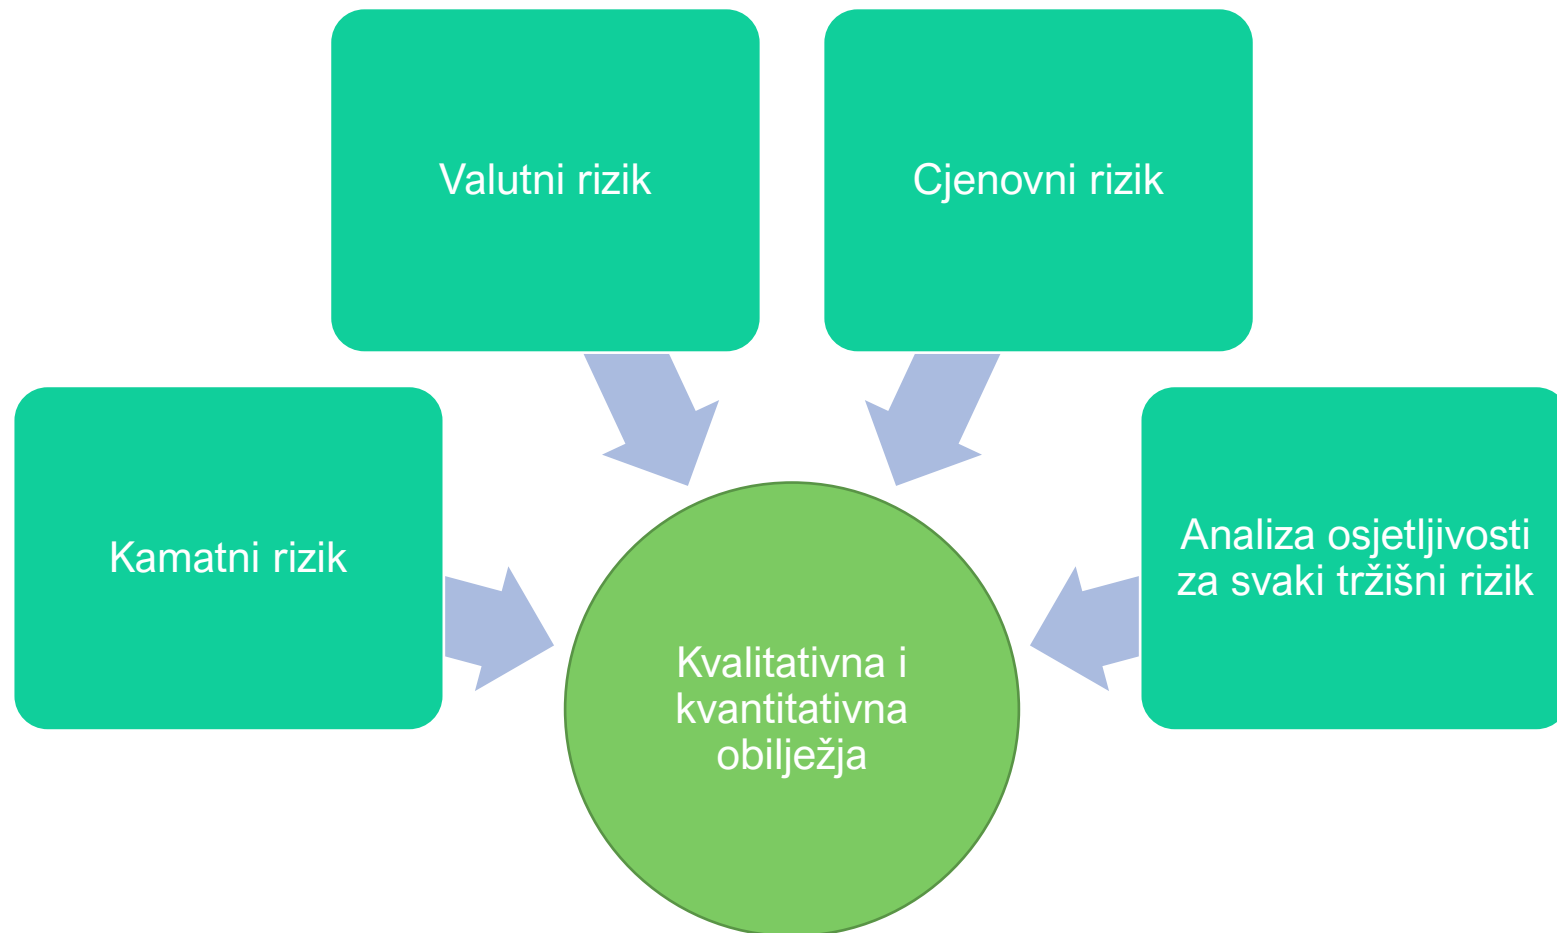 Valutni rizik
Cjenovni rizik
Kamatni rizik
Analiza osjetljivosti
za svaki tržišni rizik
Kvalitativna i
kvantitativna
obilježja